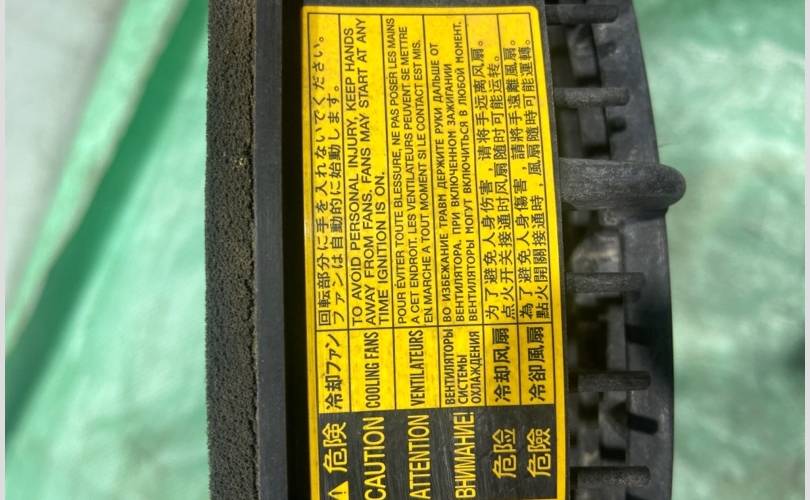 ⚠ 危険
冷却ファン
回転部分に手を入れないでください。
ファンは自動的に始動します。
CAUTION
COOLING FANS
TO AVOID PERSONAL INJURY, KEEP HANDS
AWAY FROM FANS. FANS MAY START AT ANY
TIME IGNITION IS ON.
ATTENTION
VENTILATEURS
POUR ÉVITER TOUTE BLESSURE, NE PAS POSER LES MAINS
A CET ENDROIT. LES VENTILATEURS PEUVENT SE METTRE
EN MARCHE A TOUT MOMENT SI LE CONTACT EST MIS.
ВНИМАНИЕ!
ВЕНТИЛЯТОРЫ
СИСТЕМЫ
ОХЛАЖДЕНИЯ
ВО ИЗБЕЖАНИЕ ТРАВМ ДЕРЖИТЕ РУКИ ДАЛЬШЕ ОТ
ВЕНТИЛЯТОРА. ПРИ ВКЛЮЧЕННОМ ЗАЖИГАНИИ
ВЕНТИЛЯТОРЫ МОГУТ ВКЛЮЧИТЬСЯ В ЛЮБОЙ МОМЕНТ.
危险
冷却风扇
为了避免人身伤害，请将手远离风扇。
点火开关接通时风扇随时可能运转。
危險
冷卻風扇
為了避免人身傷害，請將手遠離風扇。
點火開關接通時，風扇隨時可能運轉。